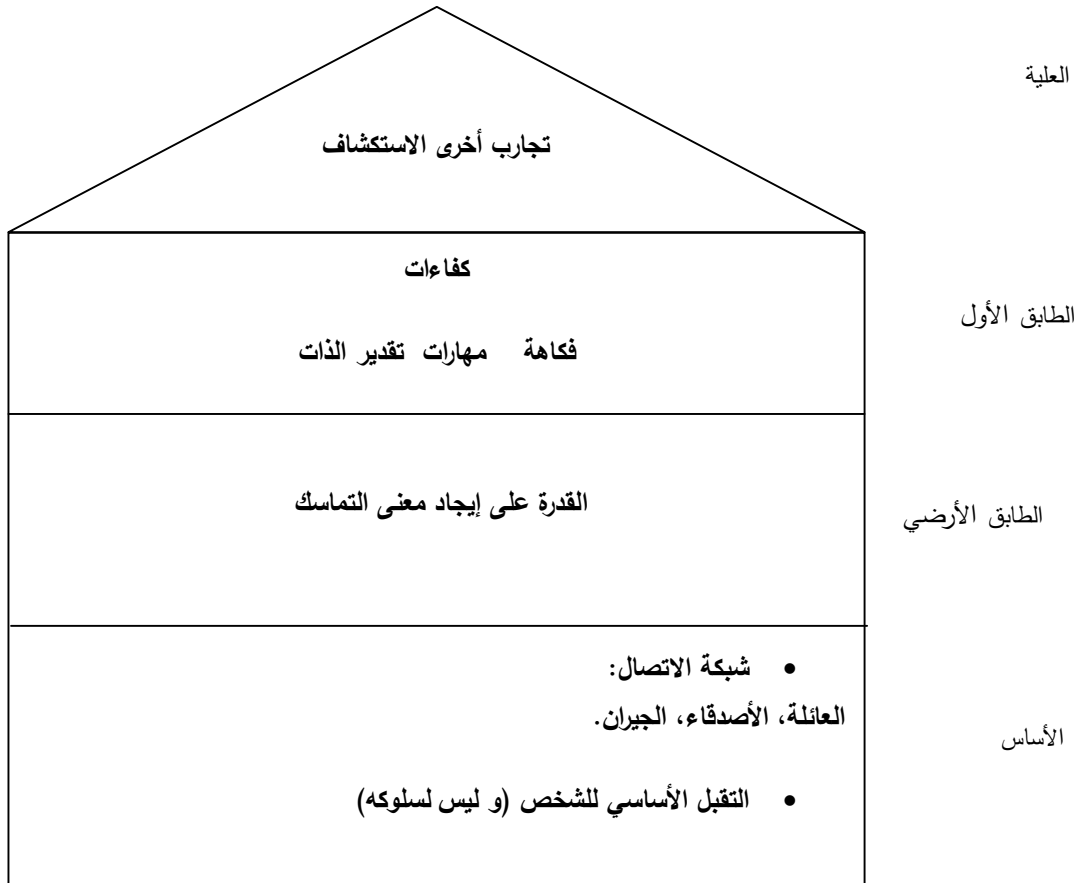 العلية
تجارب أخرى الاستكشاف
كفاءات
الطابق الأول
فكاهة مهارات تقدير الذات
القدرة على إيجاد معنى التماسك
الطابق الأرضي
• شبكة الاتصال:
العائلة، الأصدقاء، الجيران.
الأساس
• التقبل الأساسي للشخص (و ليس لسلوكه)